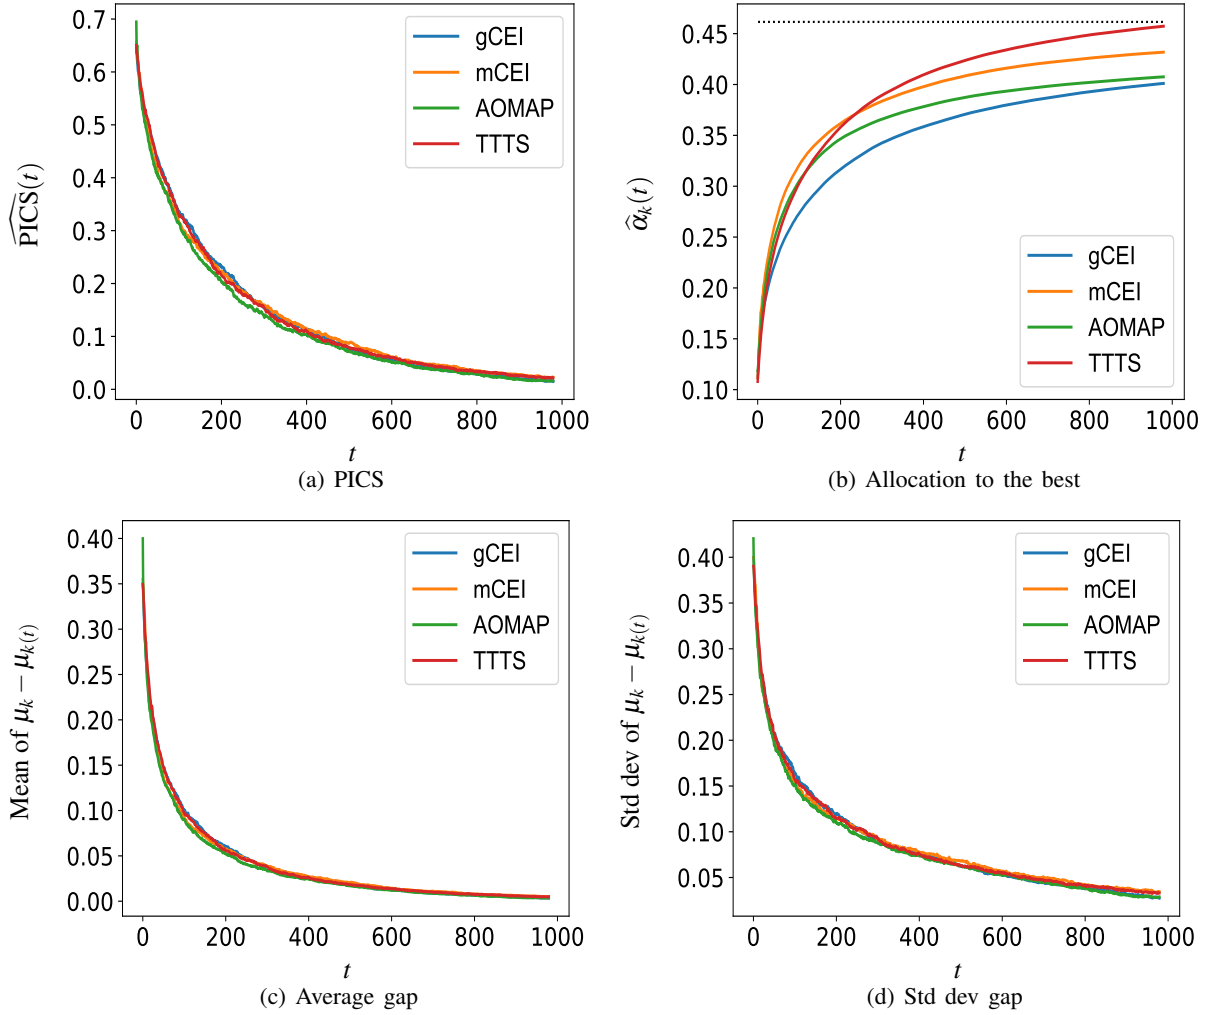 0.7
0.6
0.5
0.4
0.3
0.2
0.1
0.0
P̂ICS(t)
gCEI
mCEI
AOMAP
TTTS
0 200 400 600 800 1000
t
(a) PICS
0.45
0.40
0.35
0.30
0.25
0.20
0.15
0.10
α̂ₖ(t)
gCEI
mCEI
AOMAP
TTTS
0 200 400 600 800 1000
t
(b) Allocation to the best
0.40
0.35
0.30
0.25
0.20
0.15
0.10
0.05
0.00
Mean of μₖ − μₖ₍ₜ₎
gCEI
mCEI
AOMAP
TTTS
0 200 400 600 800 1000
t
(c) Average gap
0.40
0.35
0.30
0.25
0.20
0.15
0.10
0.05
Std dev of μₖ − μₖ₍ₜ₎
gCEI
mCEI
AOMAP
TTTS
0 200 400 600 800 1000
t
(d) Std dev gap